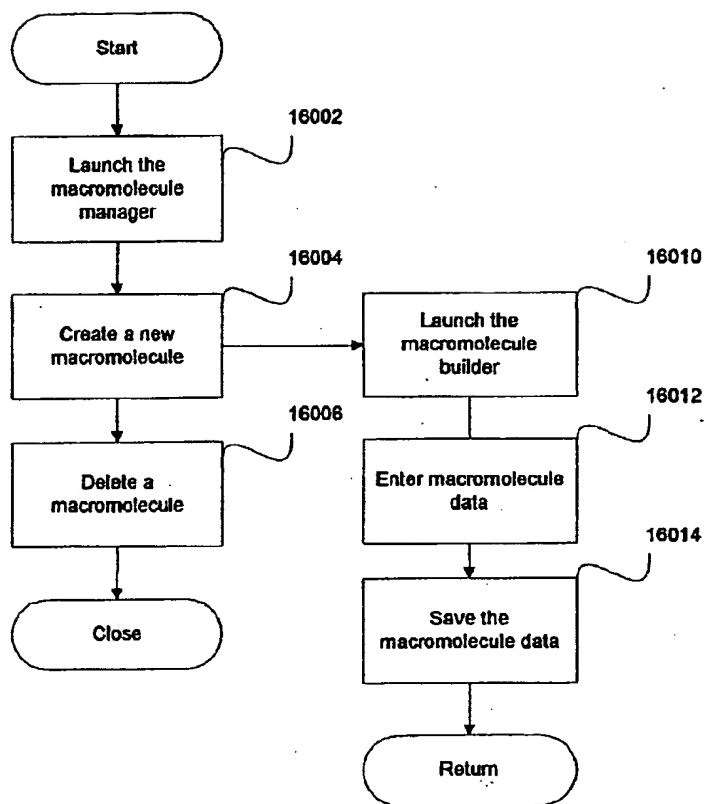 Start
16002
Launch the
macromolecule
manager
16004
Create a new
macromolecule
16006
Delete a
macromolecule
Close
16010
Launch the
macromolecule
builder
16012
Enter macromolecule
data
16014
Save the
macromolecule data
Return